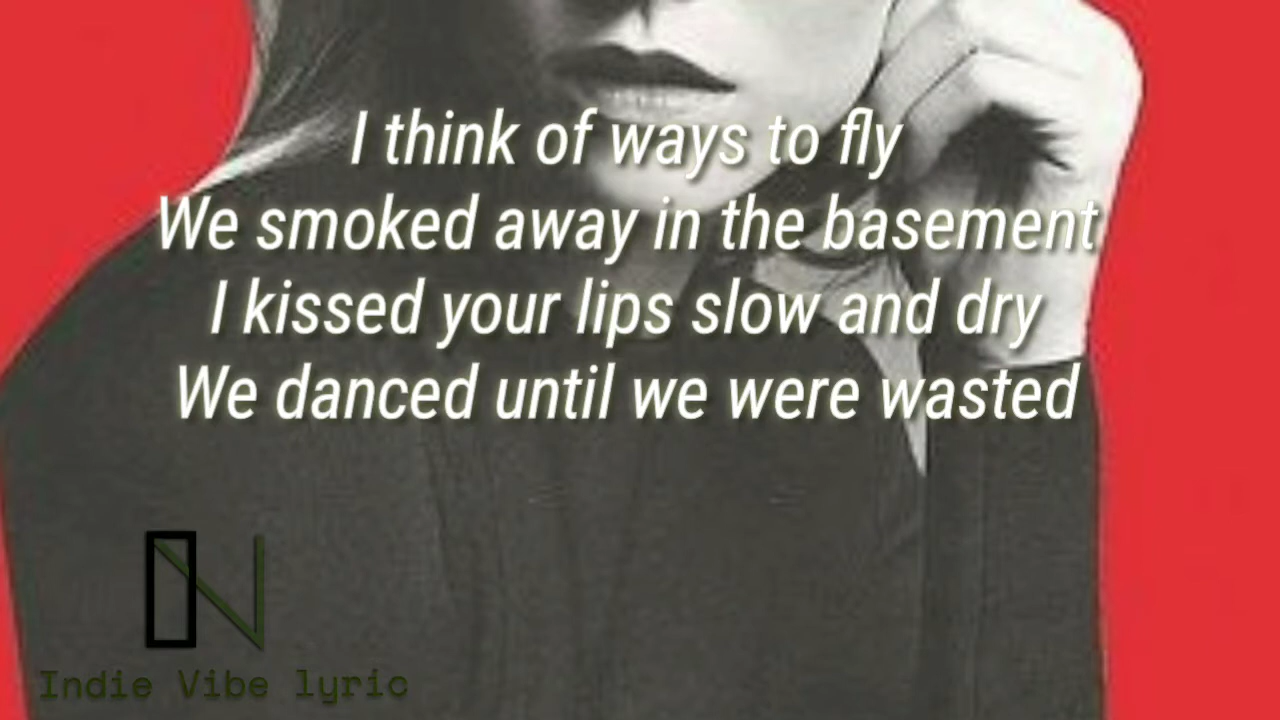 I think of ways to fly
We smoked away in the basement
I kissed your lips slow and dry
We danced until we were wasted
Indie Vibe lyric